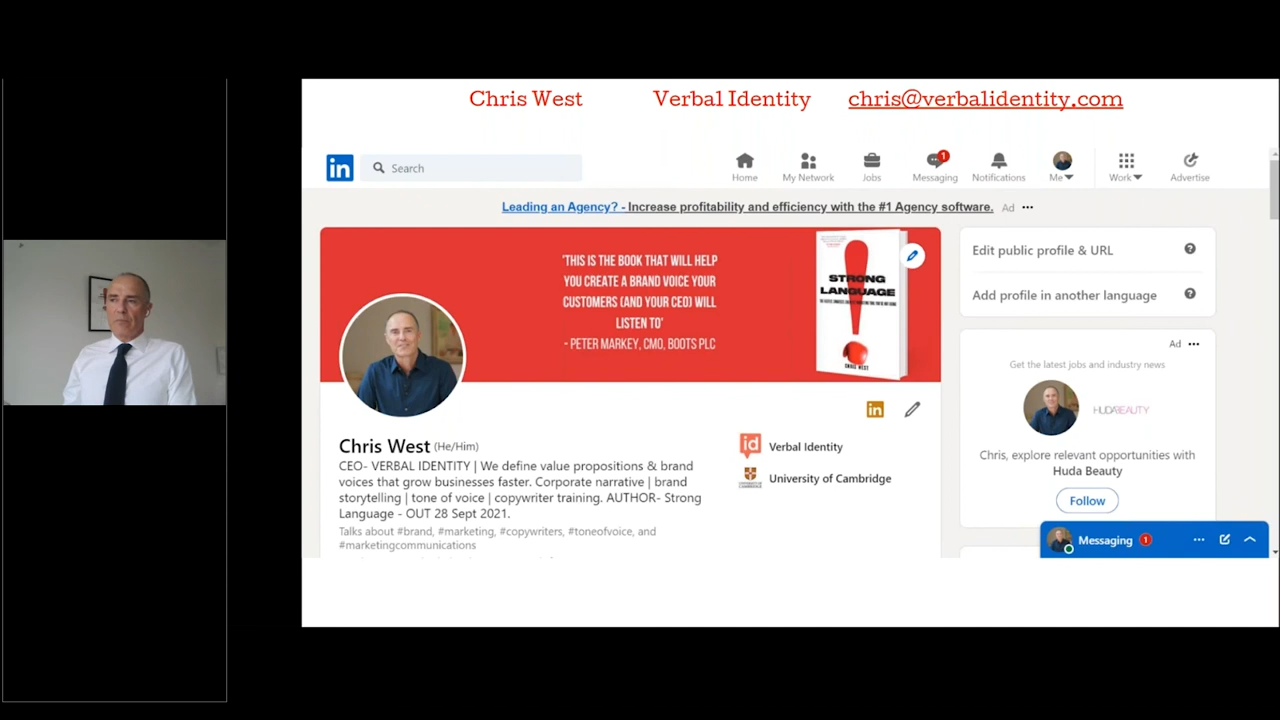 Chris West Verbal Identity chris@verbalidentity.com
in Search Home My Network Jobs 1 Messaging Notifications Me Work Advertise
Leading an Agency? - Increase profitability and efficiency with the #1 Agency software. Ad
'THIS IS THE BOOK THAT WILL HELP
YOU CREATE A BRAND VOICE YOUR
CUSTOMERS (AND YOUR CEO) WILL
LISTEN TO'
- PETER MARKEY, CMO, BOOTS PLC
STRONG
LANGUAGE
CHRIS WEST
in
Chris West (He/Him)
CEO- VERBAL IDENTITY | We define value propositions & brand
voices that grow businesses faster. Corporate narrative | brand
storytelling | tone of voice | copywriter training. AUTHOR- Strong
Language - OUT 28 Sept 2021.
Talks about #brand, #marketing, #copywriters, #toneofvoice, and
#marketingcommunications
id Verbal Identity
University of Cambridge
Edit public profile & URL ?
Add profile in another language ?
Ad
Get the latest jobs and industry news
HUDABEAUTY
Chris, explore relevant opportunities with
Huda Beauty
Follow
Messaging 1